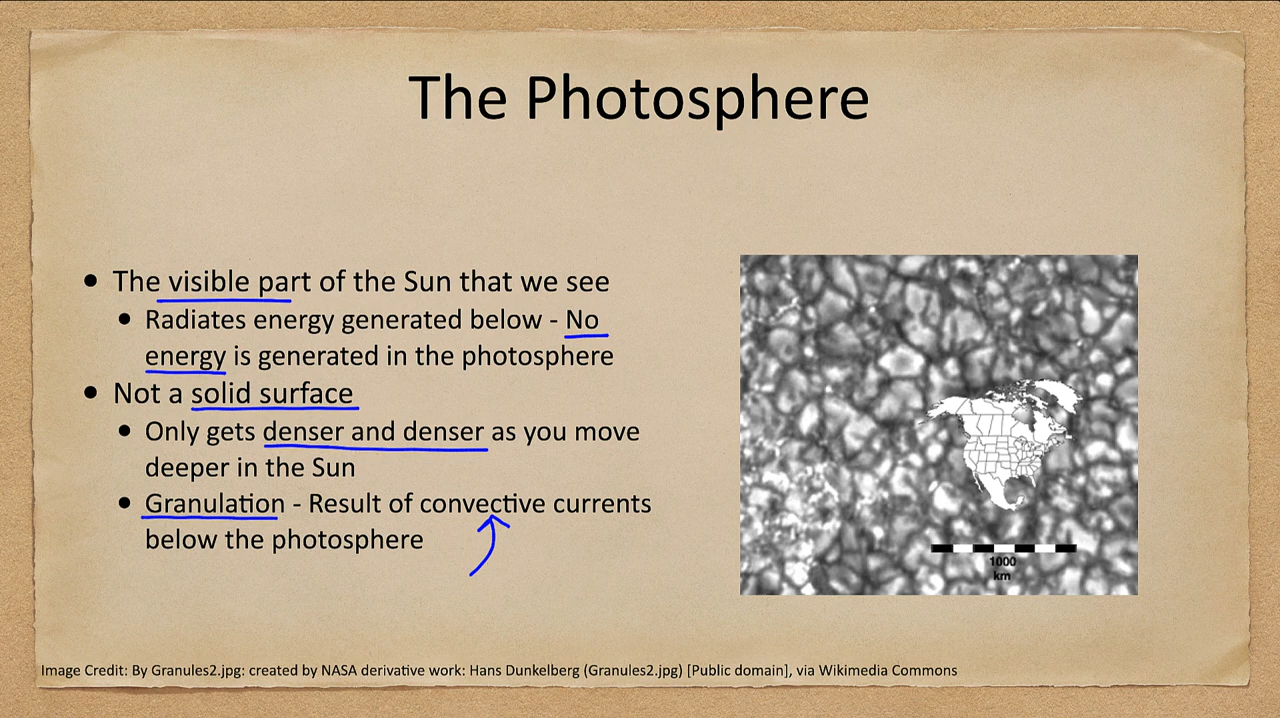 The Photosphere
• The visible part of the Sun that we see
• Radiates energy generated below - No
energy is generated in the photosphere
• Not a solid surface
• Only gets denser and denser as you move
deeper in the Sun
• Granulation - Result of convective currents
below the photosphere
1000
km
Image Credit: By Granules2.jpg: created by NASA derivative work: Hans Dunkelberg (Granules2.jpg) [Public domain], via Wikimedia Commons